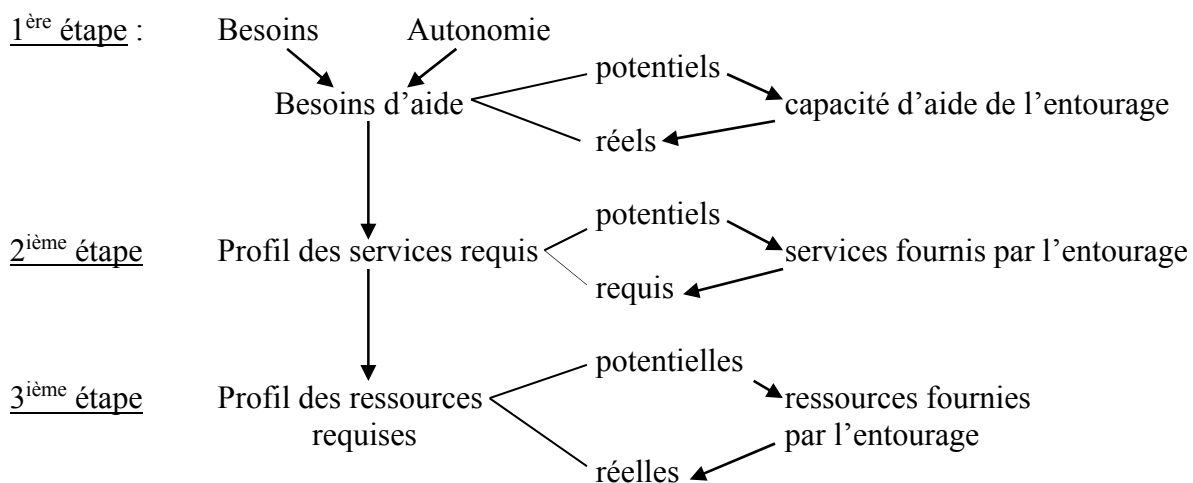 1ère étape : Besoins Autonomie
potentiels
Besoins d’aide capacité d’aide de l’entourage
réels
potentiels
2ième étape Profil des services requis services fournis par l’entourage
requis
potentielles
3ième étape Profil des ressources ressources fournies
requises par l’entourage
réelles